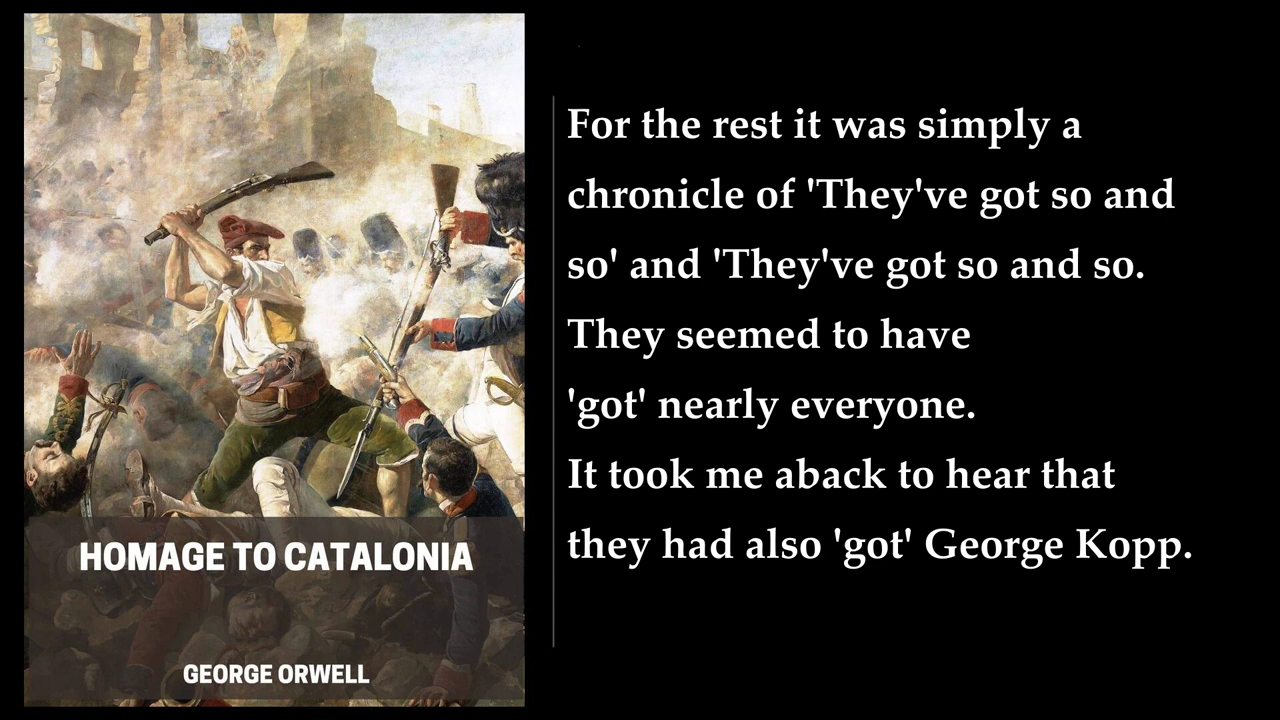 HOMAGE TO CATALONIA
GEORGE ORWELL
For the rest it was simply a
chronicle of 'They've got so and
so' and 'They've got so and so.
They seemed to have
'got' nearly everyone.
It took me aback to hear that
they had also 'got' George Kopp.